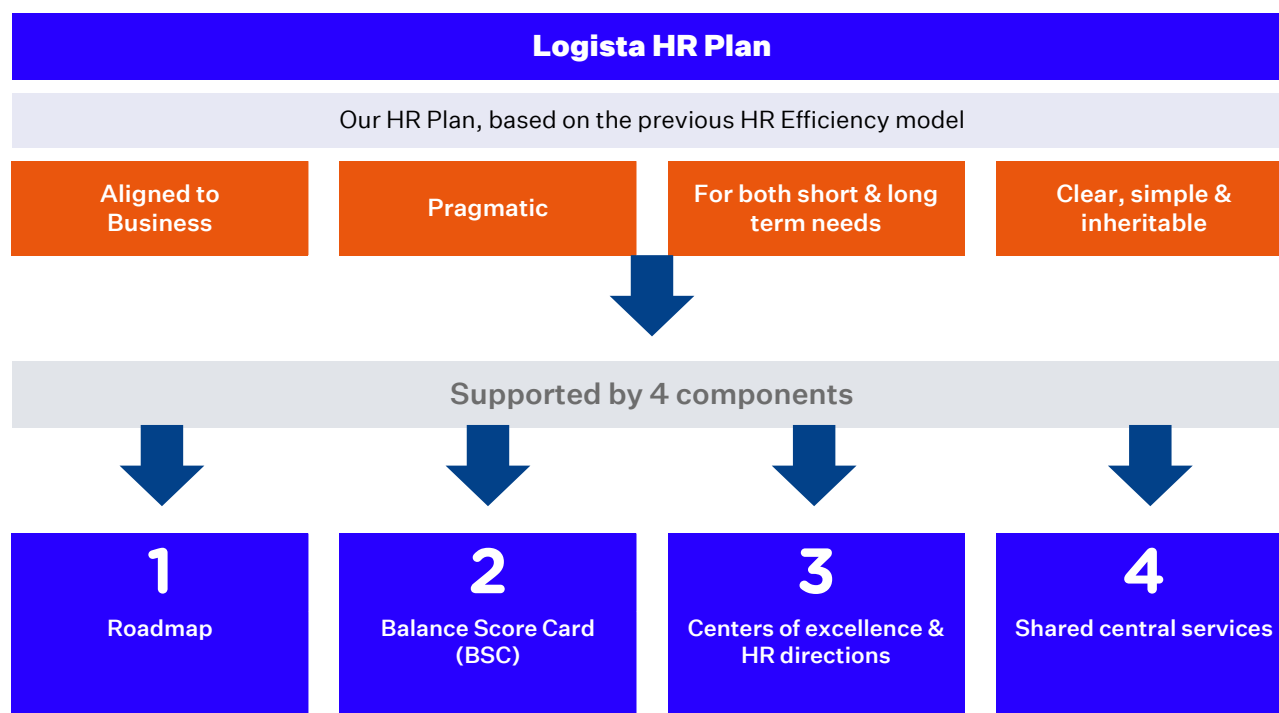 Logista HR Plan
Our HR Plan, based on the previous HR Efficiency model
Aligned to
Business
Pragmatic
For both short & long
term needs
Clear, simple &
inheritable
Supported by 4 components
1
Roadmap
2
Balance Score Card
(BSC)
3
Centers of excellence &
HR directions
4
Shared central services